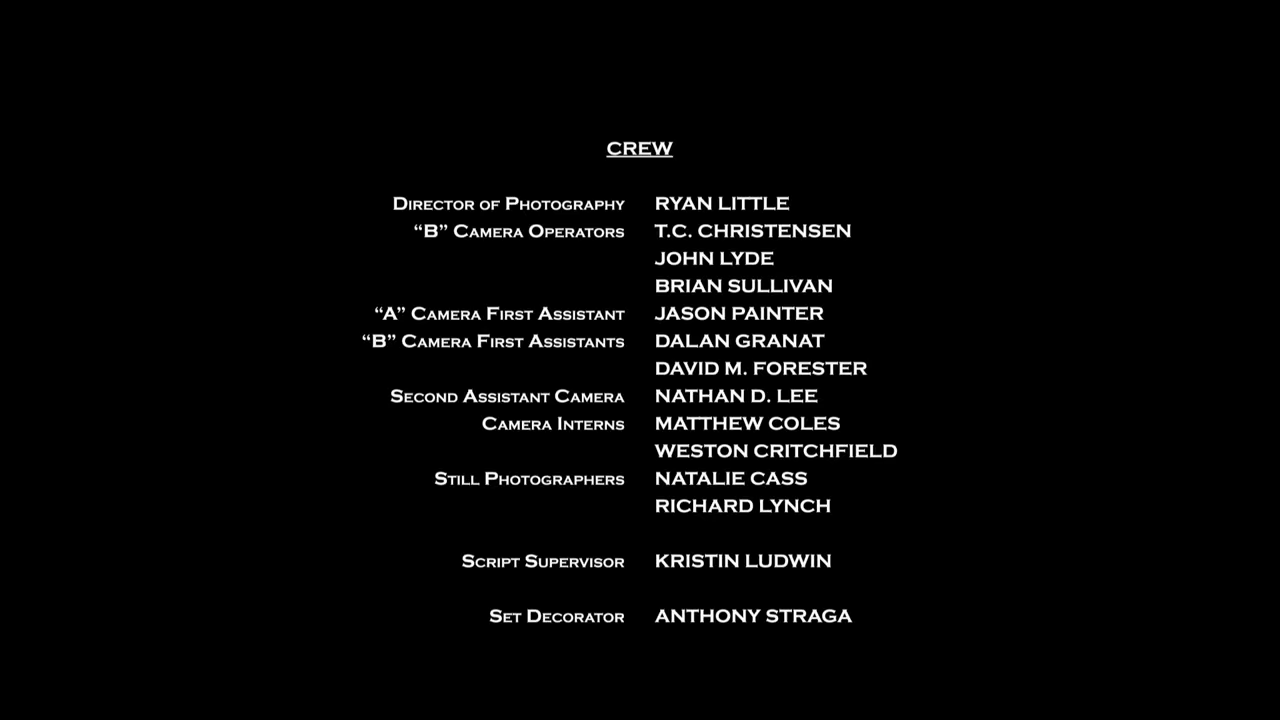 CREW
Director of Photography RYAN LITTLE
“B” Camera Operators T.C. CHRISTENSEN
JOHN LYDE
BRIAN SULLIVAN
“A” Camera First Assistant JASON PAINTER
“B” Camera First Assistants DALAN GRANAT
DAVID M. FORESTER
Second Assistant Camera NATHAN D. LEE
Camera Interns MATTHEW COLES
WESTON CRITCHFIELD
Still Photographers NATALIE CASS
RICHARD LYNCH
Script Supervisor KRISTIN LUDWIN
Set Decorator ANTHONY STRAGA